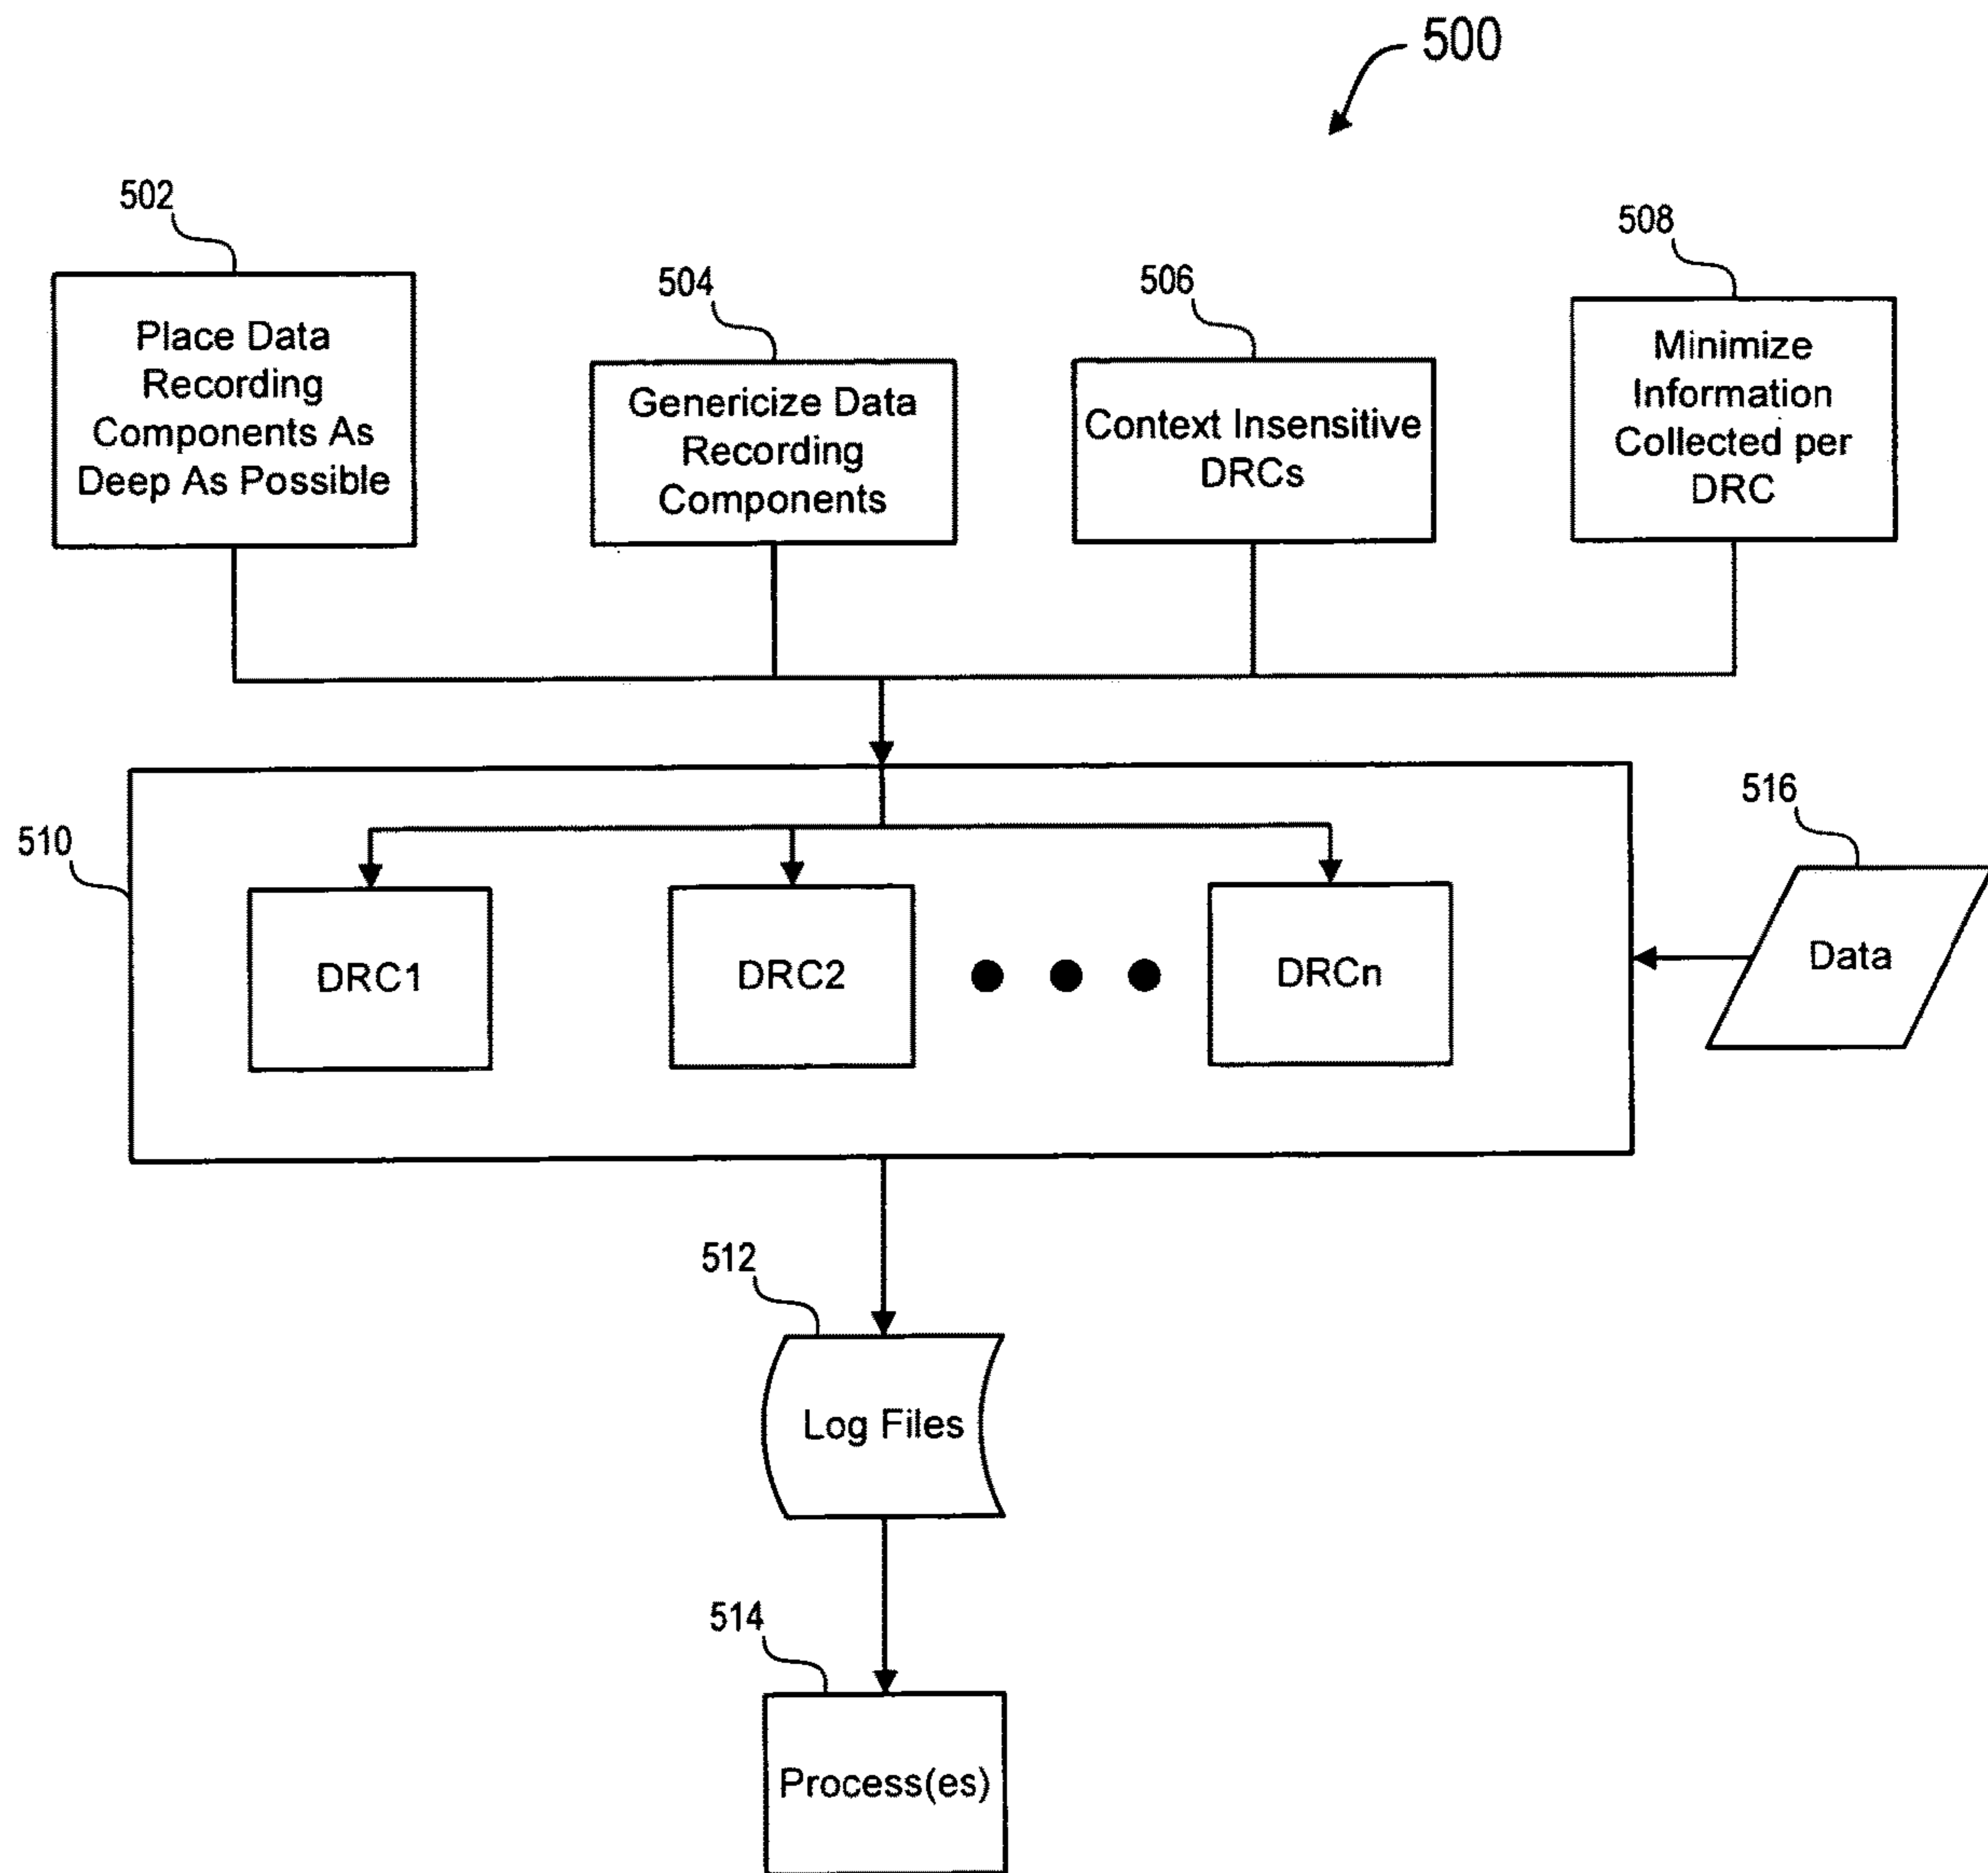 500
502
Place Data
Recording
Components As
Deep As Possible
504
Genericize Data
Recording
Components
506
Context Insensitive
DRCs
508
Minimize
Information
Collected per
DRC
510
DRC1
DRC2
DRCn
516
Data
512
Log Files
514
Process(es)